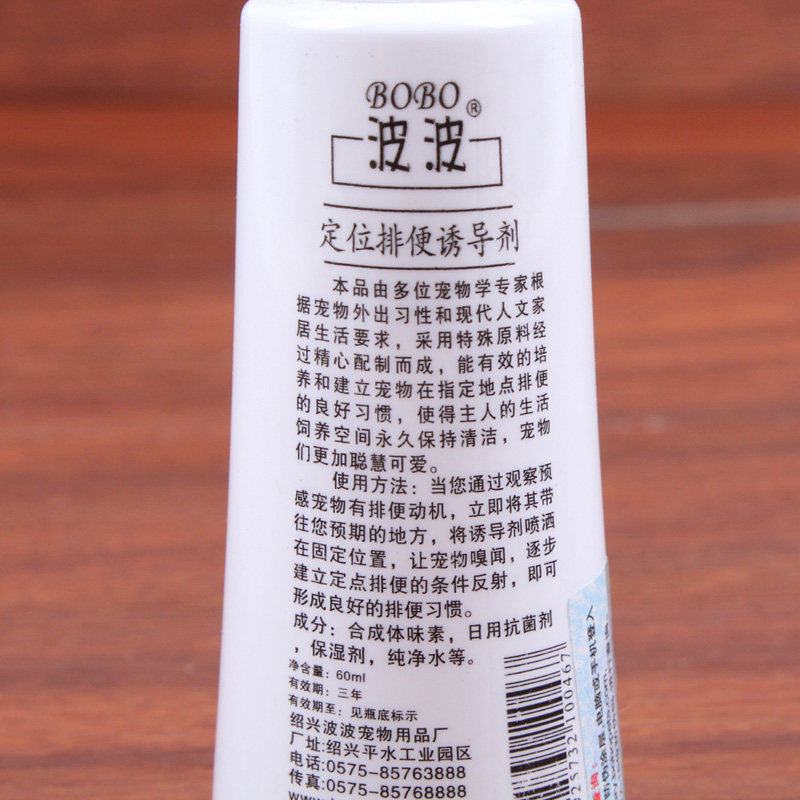 BOBO
波波®
定位排便诱导剂
本品由多位宠物学专家根
据宠物外出习性和现代人文家
居生活要求，采用特殊原料经
过精心配制而成，能有效的培
养和建立宠物在指定地点排便
的良好习惯，使得主人的生活
饲养空间永久保持清洁，宠物
们更加聪慧可爱。
使用方法：当您通过观察预
感宠物有排便动机，立即将其带
往您预期的地方，将诱导剂喷洒
在固定位置，让宠物嗅闻，逐步
建立定点排便的条件反射，即可
形成良好的排便习惯。
成分：合成体味素，日用抗菌剂
，保湿剂，纯净水等。
净含量：60ml
有效期：三年
有效期至：见瓶底标示
绍兴波波宠物用品厂
厂址：绍兴平水工业园区
电话：0575-85763888
传真：0575-85768888
25732100467